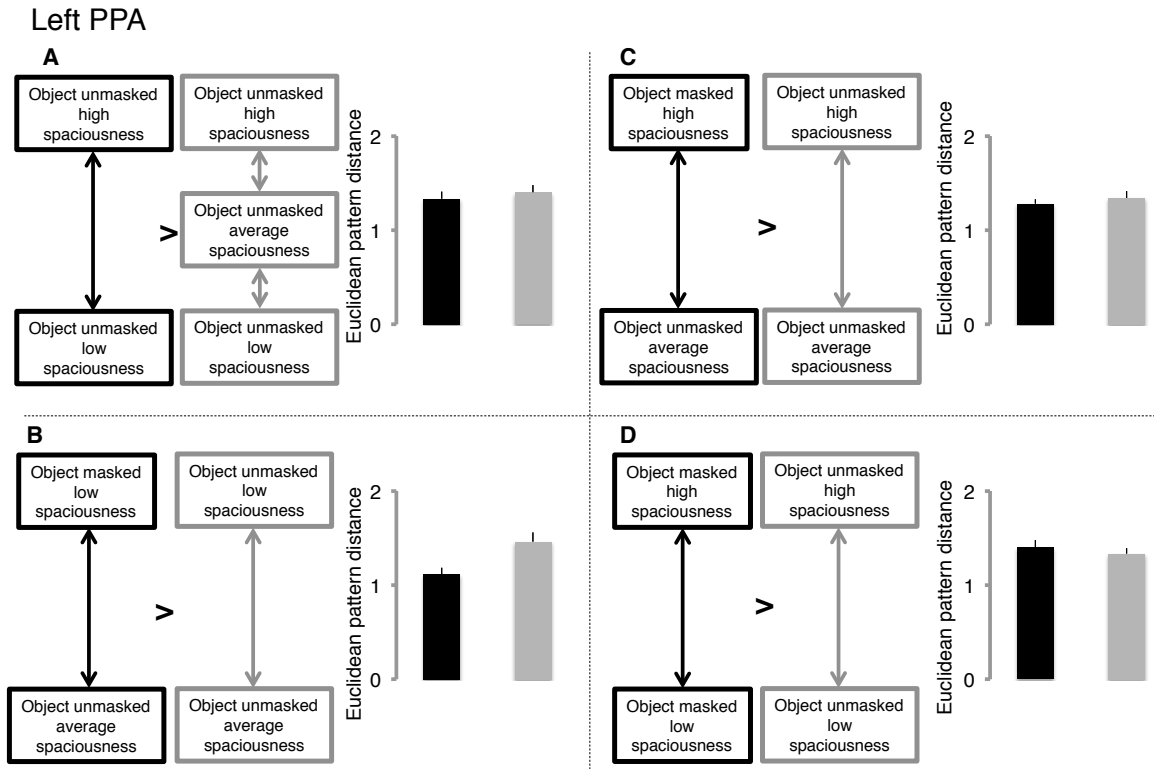 Left PPA
A
Object unmasked
high
spaciousness
Object unmasked
high
spaciousness
>
Object unmasked
average
spaciousness
Object unmasked
low
spaciousness
Object unmasked
low
spaciousness
Euclidean pattern distance
2
1
0
C
Object masked
high
spaciousness
Object unmasked
high
spaciousness
>
Object unmasked
average
spaciousness
Object unmasked
average
spaciousness
Euclidean pattern distance
2
1
0
B
Object masked
low
spaciousness
Object unmasked
low
spaciousness
>
Object unmasked
average
spaciousness
Object unmasked
average
spaciousness
Euclidean pattern distance
2
1
0
D
Object masked
high
spaciousness
Object unmasked
high
spaciousness
>
Object masked
low
spaciousness
Object unmasked
low
spaciousness
Euclidean pattern distance
2
1
0